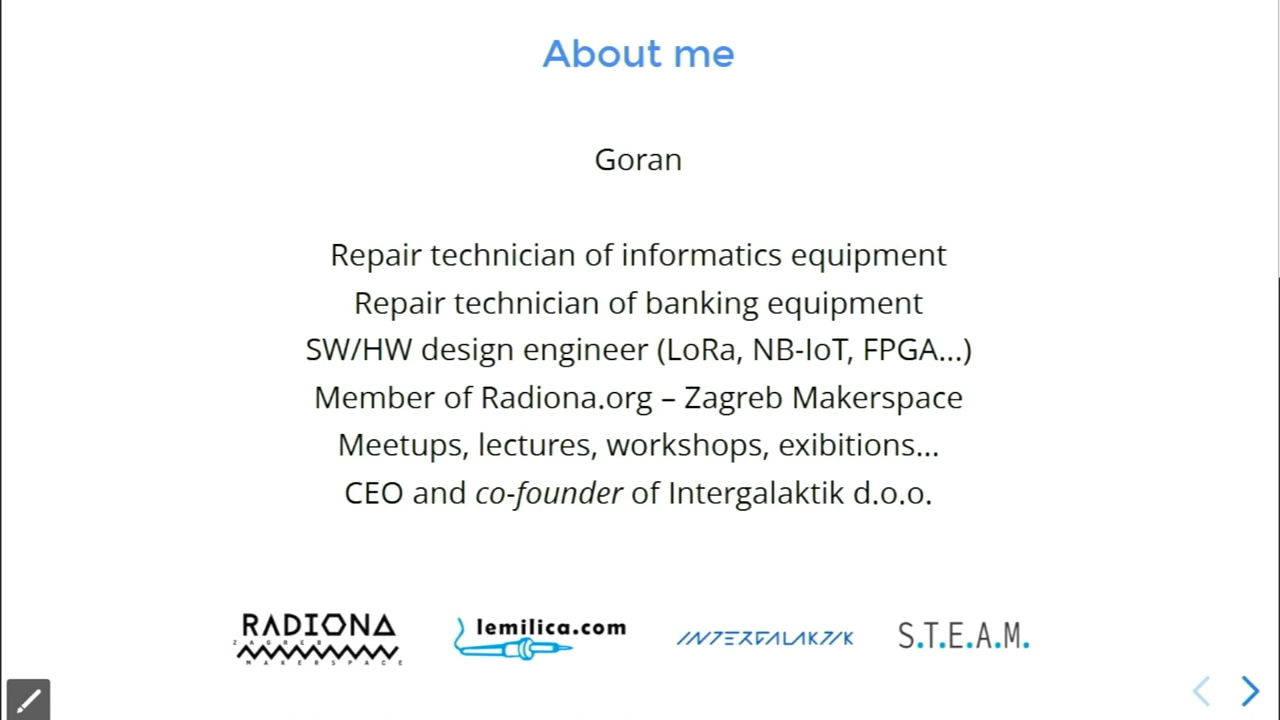 About me
Goran
Repair technician of informatics equipment
Repair technician of banking equipment
SW/HW design engineer (LoRa, NB-IoT, FPGA...)
Member of Radiona.org – Zagreb Makerspace
Meetups, lectures, workshops, exibitions...
CEO and co-founder of Intergalaktik d.o.o.
RADIONA
ZAGREB
MAKERSPACE
lemilica.com
INTERGALAKTIK
S.T.E.A.M.